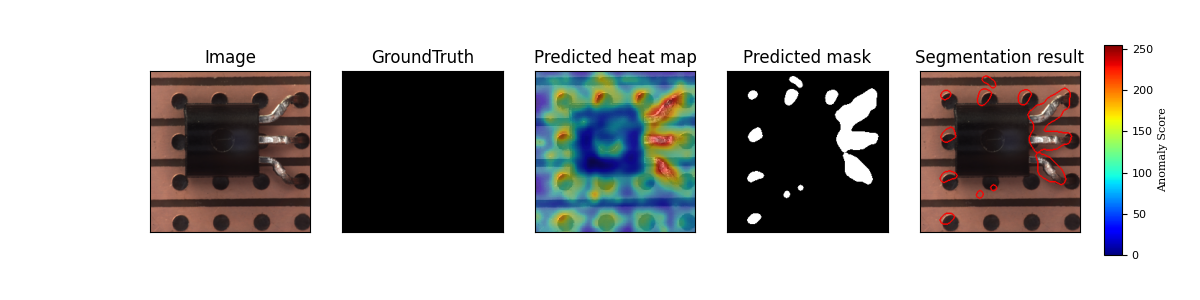 Image
GroundTruth
Predicted heat map
Predicted mask
Segmentation result
250
200
150
100
50
0
Anomaly Score